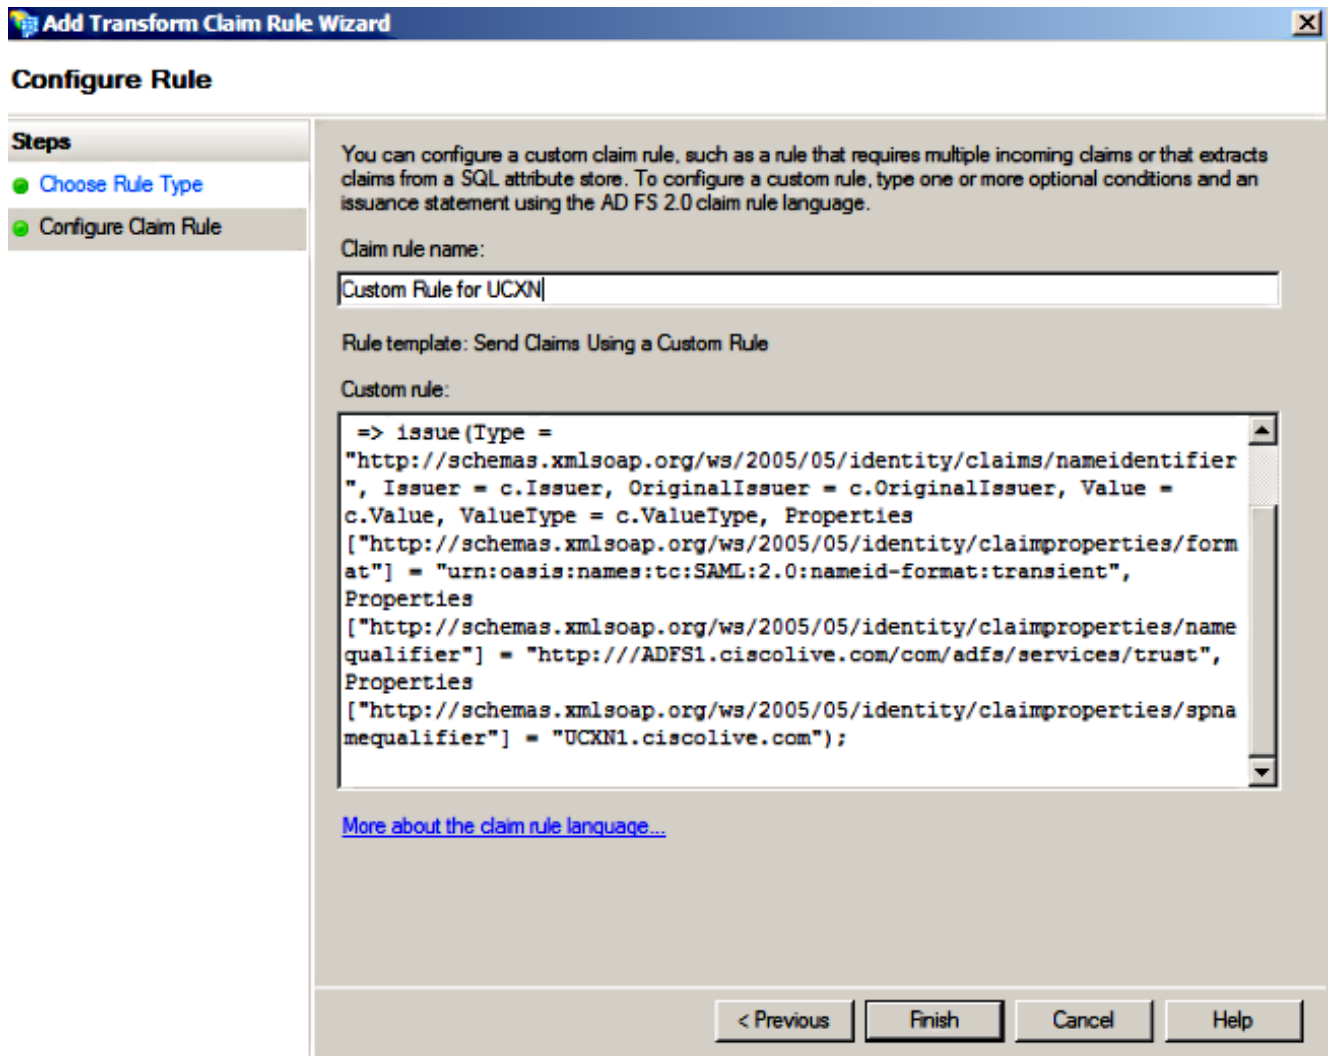 Add Transform Claim Rule Wizard
Configure Rule
Steps
Choose Rule Type
Configure Claim Rule
You can configure a custom claim rule, such as a rule that requires multiple incoming claims or that extracts
claims from a SQL attribute store. To configure a custom rule, type one or more optional conditions and an
issuance statement using the AD FS 2.0 claim rule language.
Claim rule name:
Custom Rule for UCXN
Rule template: Send Claims Using a Custom Rule
Custom rule:
=> issue(Type =
"http://schemas.xmlsoap.org/ws/2005/05/identity/claims/nameidentifier
", Issuer = c.Issuer, OriginalIssuer = c.OriginalIssuer, Value =
c.Value, ValueType = c.ValueType, Properties
["http://schemas.xmlsoap.org/ws/2005/05/identity/claimproperties/form
at"] = "urn:oasis:names:tc:SAML:2.0:nameid-format:transient",
Properties
["http://schemas.xmlsoap.org/ws/2005/05/identity/claimproperties/name
qualifier"] = "http:///ADFS1.ciscolive.com/com/adfs/services/trust",
Properties
["http://schemas.xmlsoap.org/ws/2005/05/identity/claimproperties/spna
mequalifier"] = "UCXN1.ciscolive.com");
More about the claim rule language...
< Previous
Finish
Cancel
Help